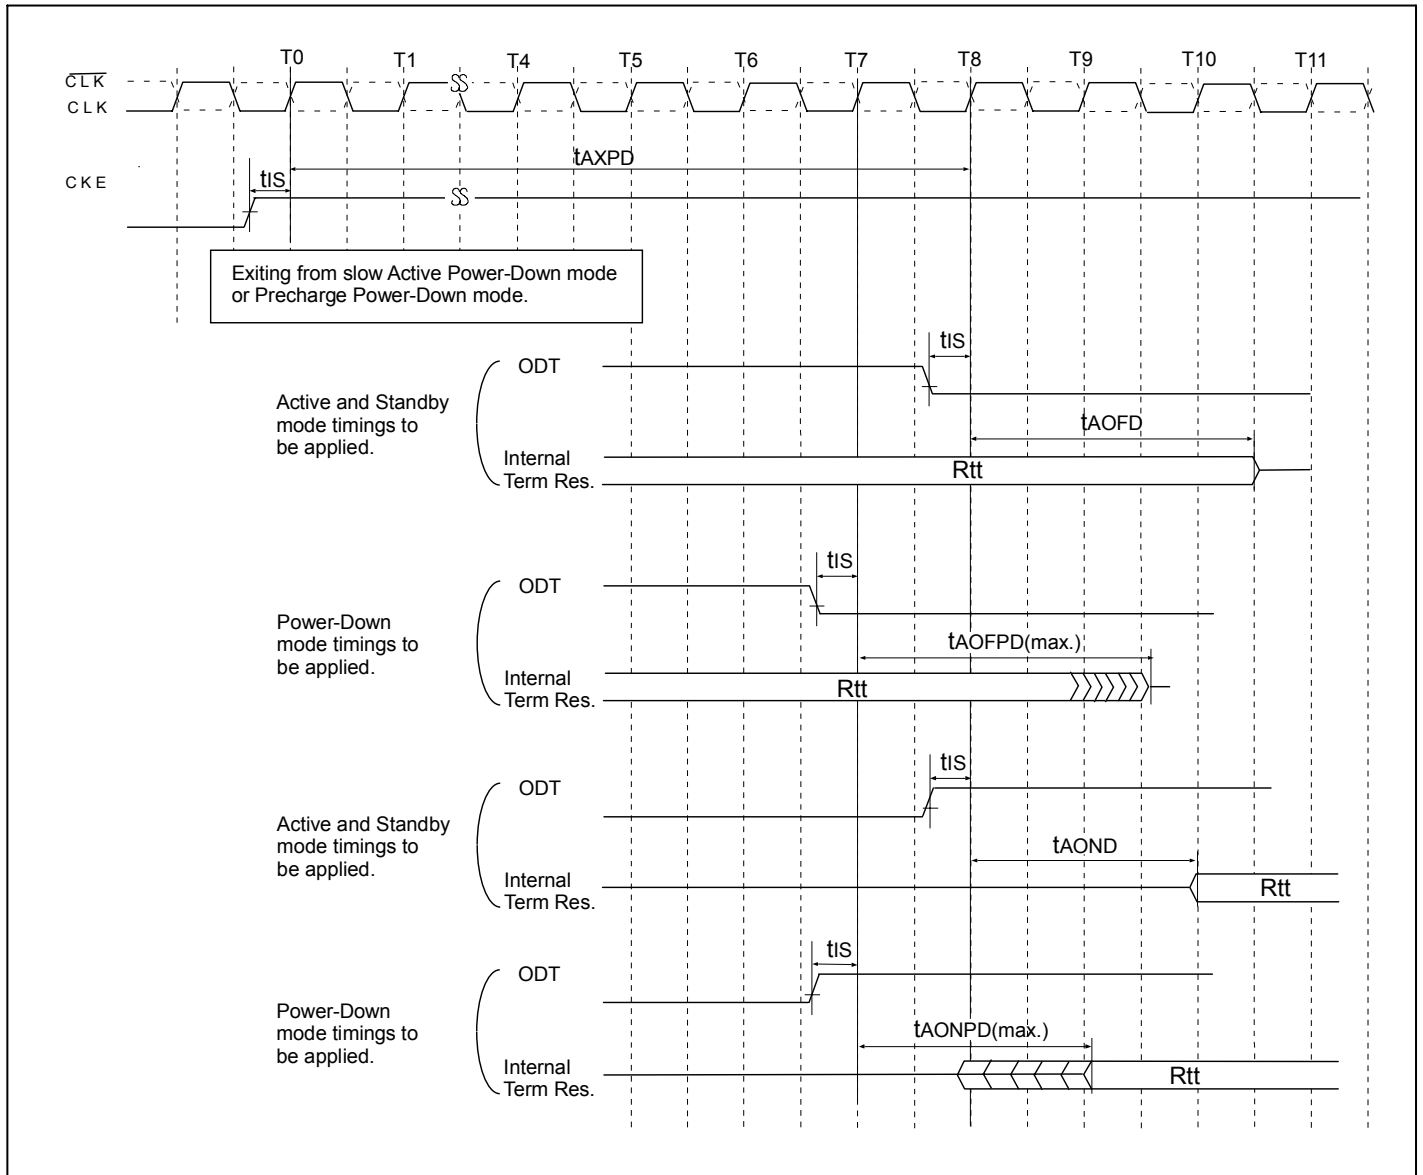 T0 T1 T4 T5 T6 T7 T8 T9 T10 T11
CLK
CLK
tAXPD
CKE
tIS
Exiting from slow Active Power-Down mode
or Precharge Power-Down mode.
tIS
ODT
Active and Standby
mode timings to
be applied.
tAOFD
Internal
Term Res.
Rtt
tIS
ODT
Power-Down
mode timings to
be applied.
tAOFPD(max.)
Internal
Term Res.
Rtt
tIS
ODT
Active and Standby
mode timings to
be applied.
tAOND
Internal
Term Res.
Rtt
tIS
ODT
Power-Down
mode timings to
be applied.
tAONPD(max.)
Internal
Term Res.
Rtt